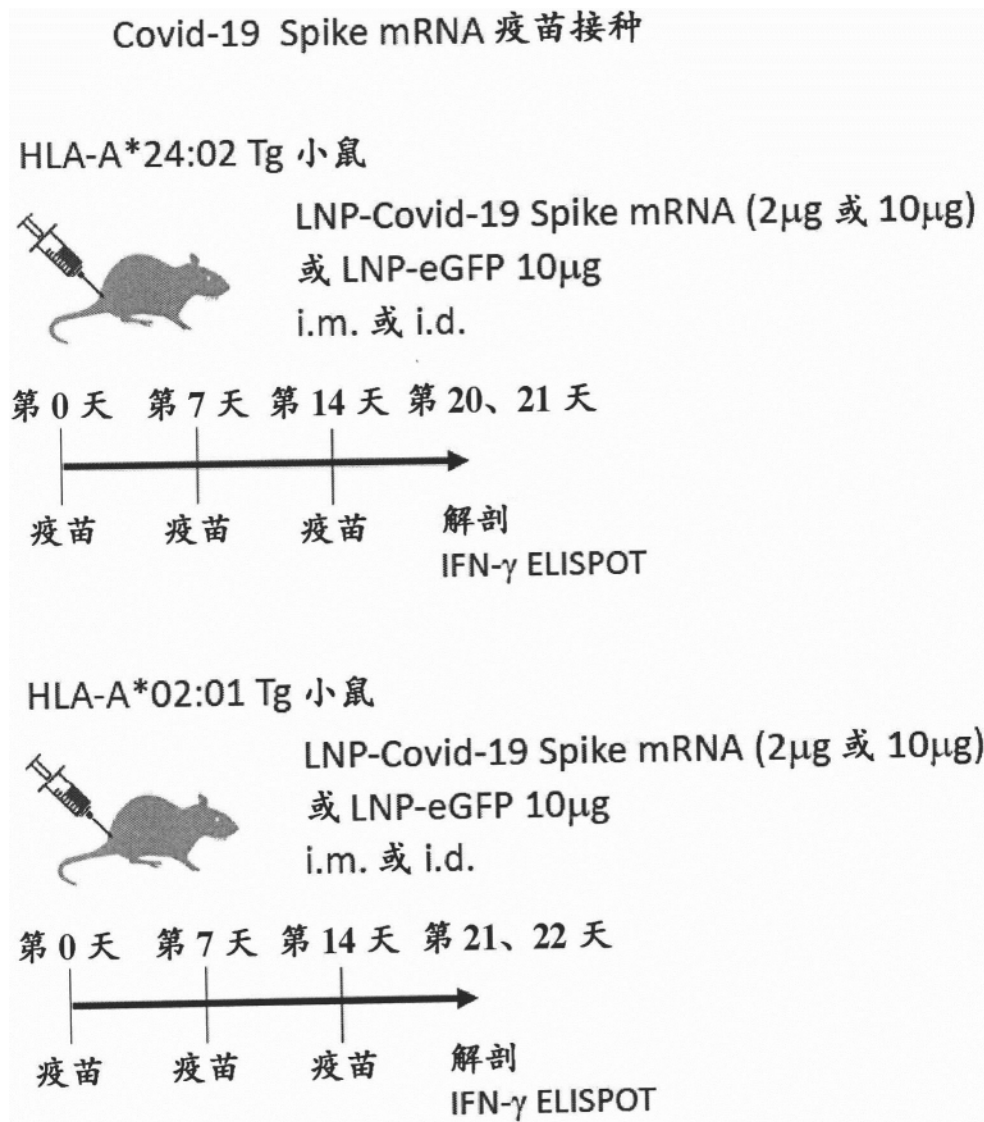 Covid-19 Spike mRNA 疫苗接种
HLA-A*24:02 Tg 小鼠
LNP-Covid-19 Spike mRNA (2μg 或 10μg)
或 LNP-eGFP 10μg
i.m. 或 i.d.
第 0 天 第 7 天 第 14 天 第 20、21 天
疫苗 疫苗 疫苗 解剖
IFN-γ ELISPOT
HLA-A*02:01 Tg 小鼠
LNP-Covid-19 Spike mRNA (2μg 或 10μg)
或 LNP-eGFP 10μg
i.m. 或 i.d.
第 0 天 第 7 天 第 14 天 第 21、22 天
疫苗 疫苗 疫苗 解剖
IFN-γ ELISPOT